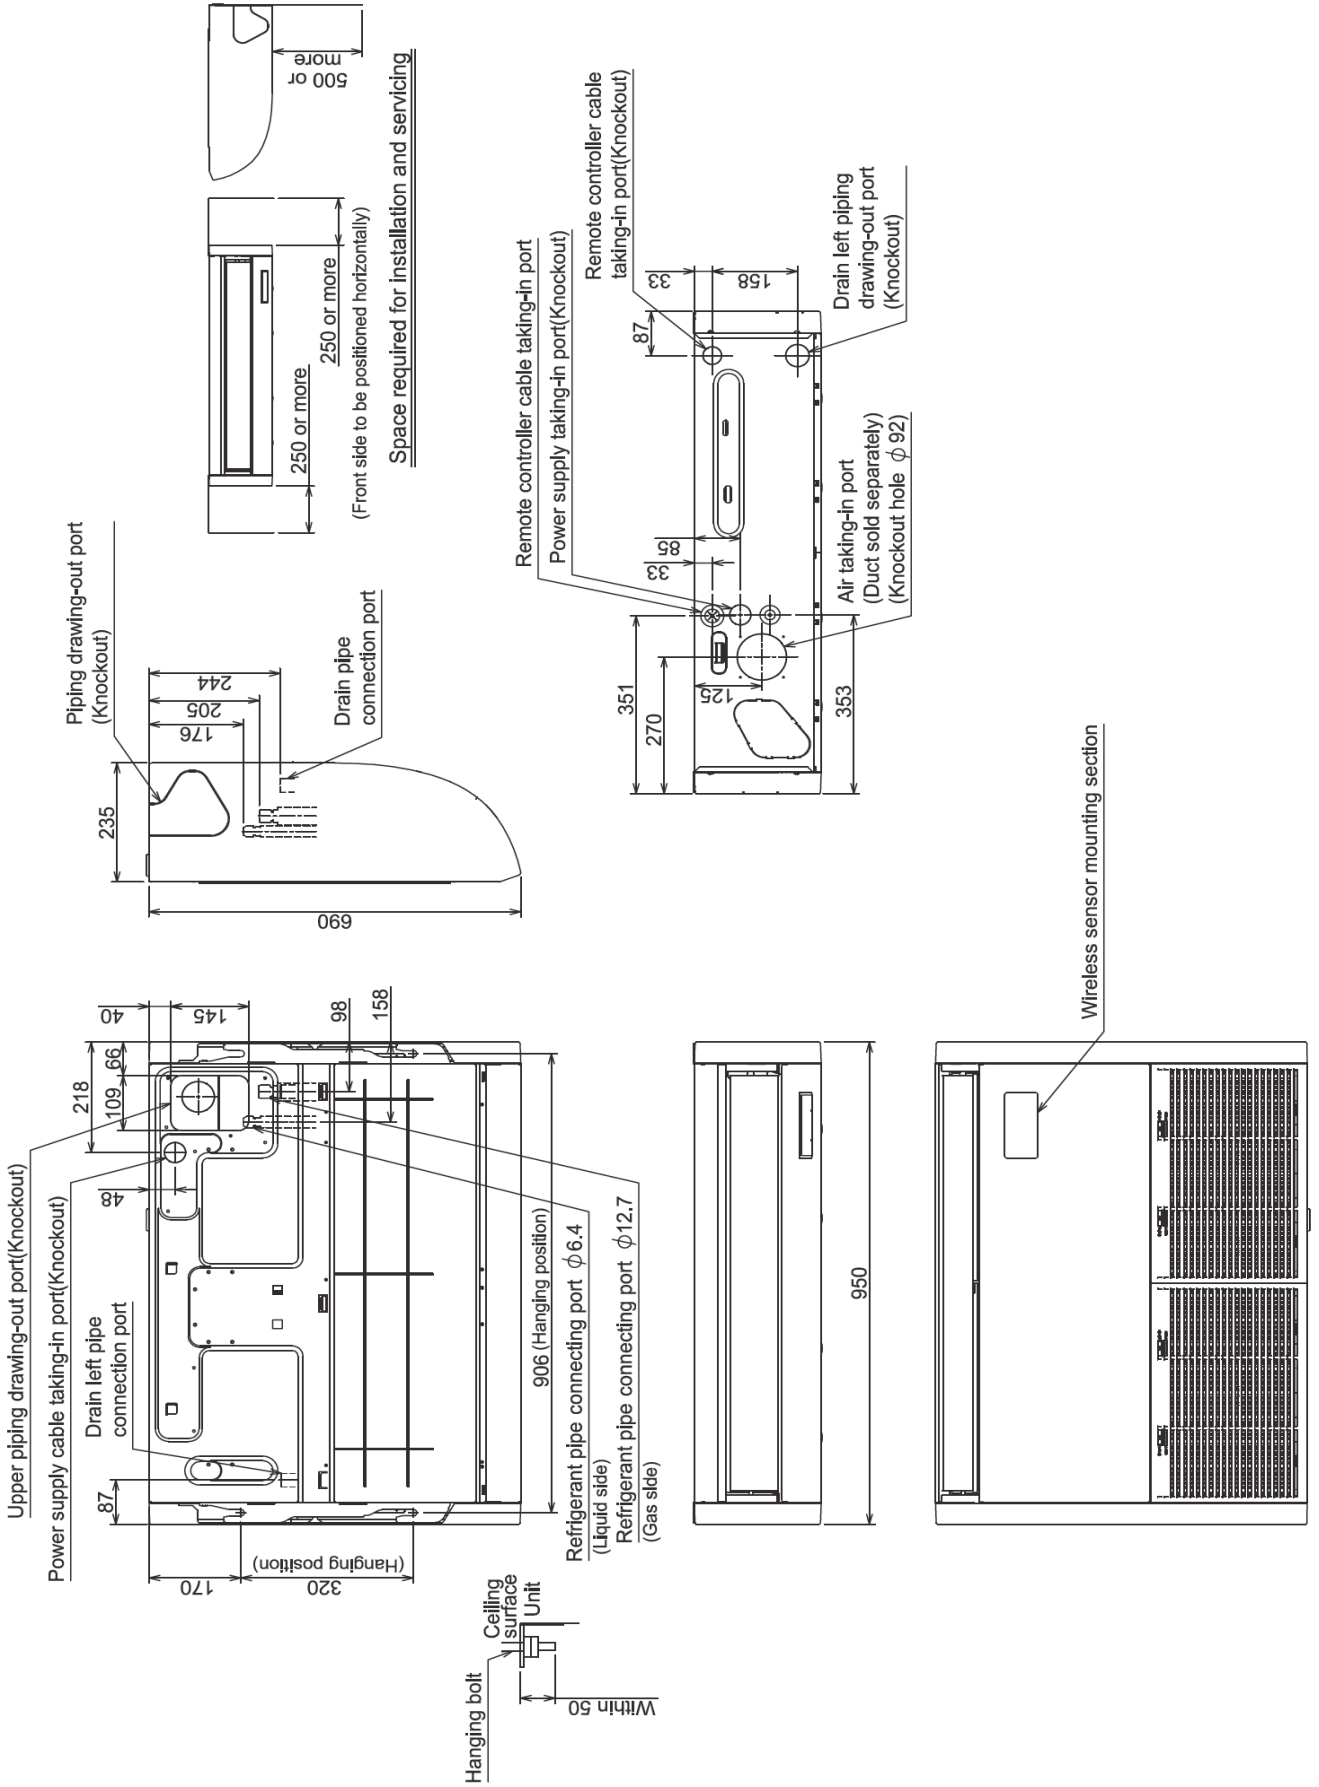 Upper piping drawing-out port(Knockout)
Power supply cable taking-in port(Knockout)
Drain left pipe
connection port
87
48
218
109
66
40
145
98
158
170
320
(Hanging position)
906 (Hanging position)
Refrigerant pipe connecting port ϕ6.4
(Liquid side)
Refrigerant pipe connecting port ϕ12.7
(Gas side)
Hanging bolt
Ceiling
surface
Unit
Within 50
Piping drawing-out port
(Knockout)
235
690
176
205
244
Drain pipe
connection port
250 or more
250 or more
(Front side to be positioned horizontally)
500 or
more
Space required for installation and servicing
950
Remote controller cable taking-in port
Power supply taking-in port(Knockout)
Remote controller cable
taking-in port(Knockout)
351
270
125
33
85
87
33
158
353
Air taking-in port
(Duct sold separately)
(Knockout hole ϕ92)
Drain left piping
drawing-out port
(Knockout)
Wireless sensor mounting section